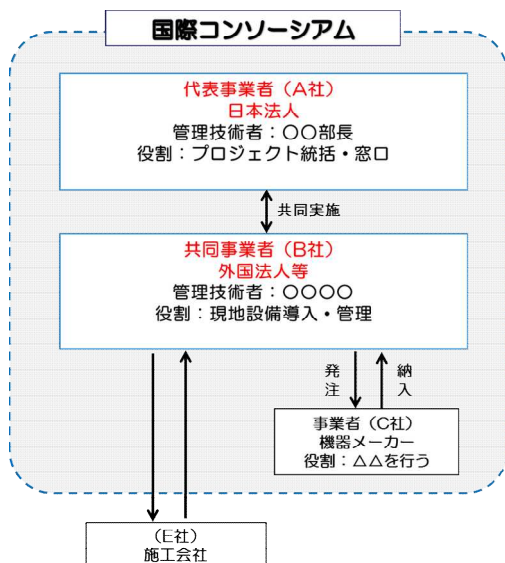 国際コンソーシアム
代表事業者（A社）
日本法人
管理技術者：〇〇部長
役割：プロジェクト統括・窓口
共同実施
共同事業者（B社）
外国法人等
管理技術者：〇〇〇〇
役割：現地設備導入・管理
発注
納入
事業者（C社）
機器メーカー
役割：△△を行う
（E社）
施工会社